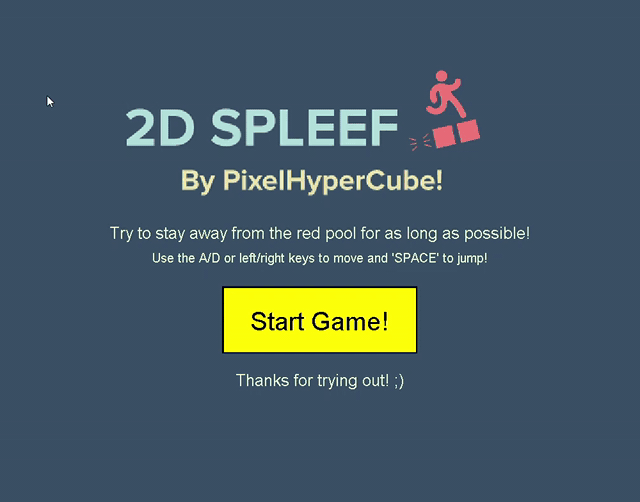 2D SPLEEF
By PixelHyperCube!
Try to stay away from the red pool for as long as possible!
Use the A/D or left/right keys to move and 'SPACE' to jump!
Start Game!
Thanks for trying out! ;)